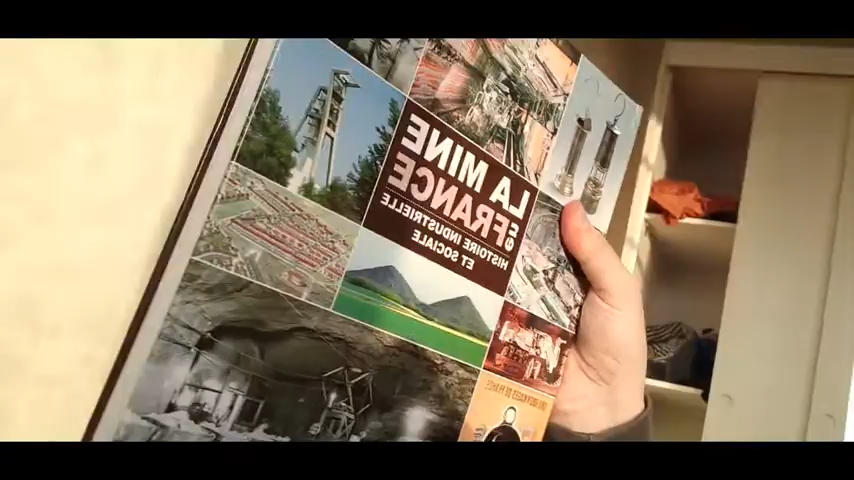 LA MINE
en FRANCE
HISTOIRE INDUSTRIELLE
ET SOCIALE